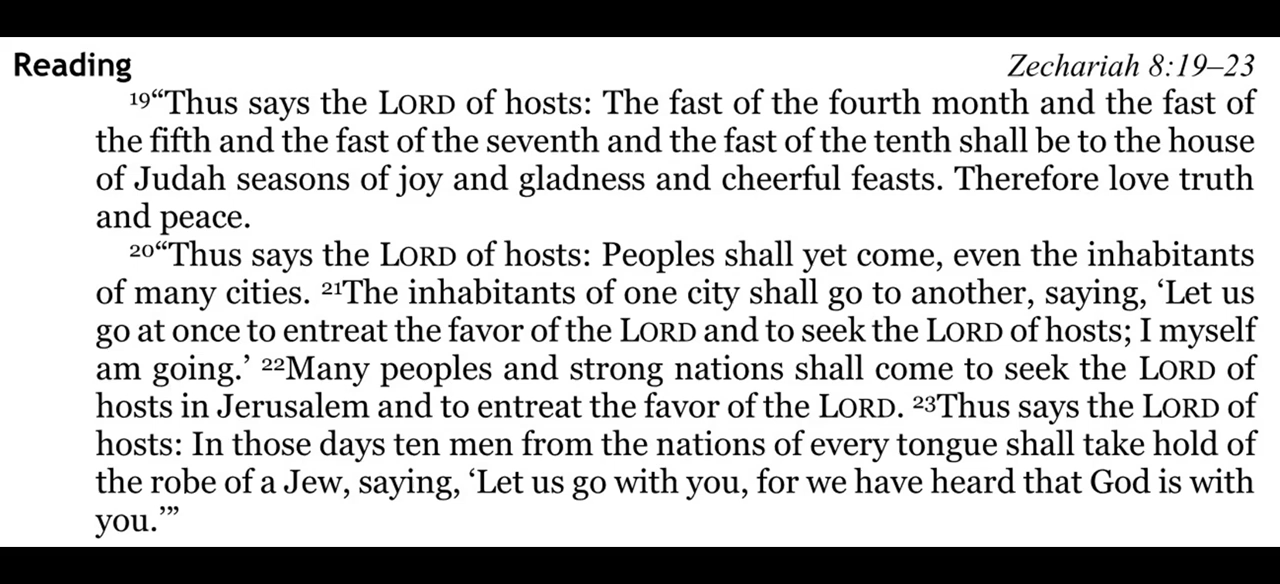 Reading Zechariah 8:19–23
19“Thus says the LORD of hosts: The fast of the fourth month and the fast of
the fifth and the fast of the seventh and the fast of the tenth shall be to the house
of Judah seasons of joy and gladness and cheerful feasts. Therefore love truth
and peace.
20“Thus says the LORD of hosts: Peoples shall yet come, even the inhabitants
of many cities. 21The inhabitants of one city shall go to another, saying, ‘Let us
go at once to entreat the favor of the LORD and to seek the LORD of hosts; I myself
am going.’ 22Many peoples and strong nations shall come to seek the LORD of
hosts in Jerusalem and to entreat the favor of the LORD. 23Thus says the LORD of
hosts: In those days ten men from the nations of every tongue shall take hold of
the robe of a Jew, saying, ‘Let us go with you, for we have heard that God is with
you.’”